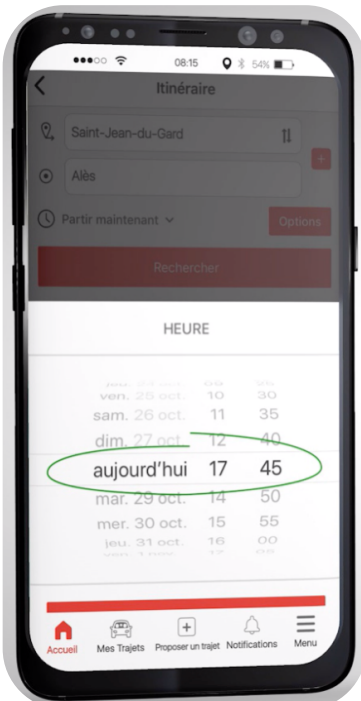 08:15 54%
Itinéraire
Saint-Jean-du-Gard
+
Alès
Partir maintenant Options
Rechercher
HEURE
ven. 25 oct. 10 30
sam. 26 oct. 11 35
dim. 27 oct. 12 40
aujourd'hui 17 45
mar. 29 oct. 14 50
mer. 30 oct. 15 55
jeu. 31 oct. 16 00
Accueil Mes Trajets Proposer un trajet Notifications Menu